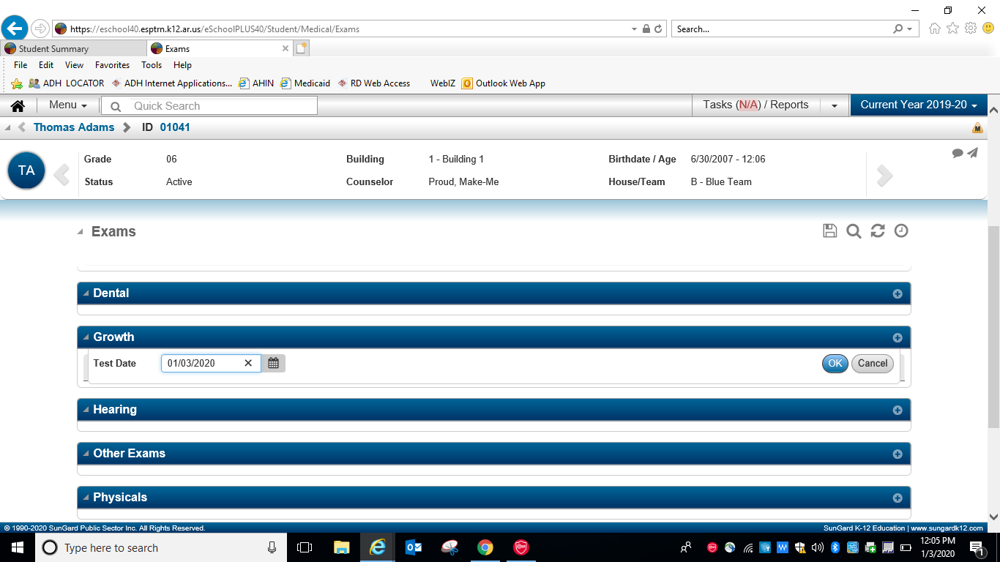 https://eschool40.esptrn.k12.ar.us/eSchoolPLUS40/Student/Medical/Exams
Search...
Student Summary
Exams
File Edit View Favorites Tools Help
ADH LOCATOR ADH Internet Applications... AHIN Medicaid RD Web Access WebIZ Outlook Web App
Menu Quick Search Tasks (N/A) / Reports Current Year 2019-20
Thomas Adams ID 01041
M
TA
Grade 06 Building 1 - Building 1 Birthdate / Age 6/30/2007 - 12:06
Status Active Counselor Proud, Make-Me House/Team B - Blue Team
Exams
Dental
Growth
Test Date 01/03/2020 OK Cancel
Hearing
Other Exams
Physicals
© 1990-2020 SunGard Public Sector Inc. All Rights Reserved. SunGard K-12 Education | www.sungardk12.com
Type here to search
12:05 PM
1/3/2020
1